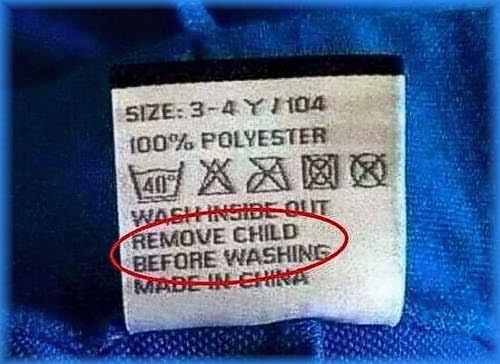 SIZE: 3-4 Y / 104
100% POLYESTER
40°
WASH INSIDE OUT
REMOVE CHILD
BEFORE WASHING
MADE IN CHINA